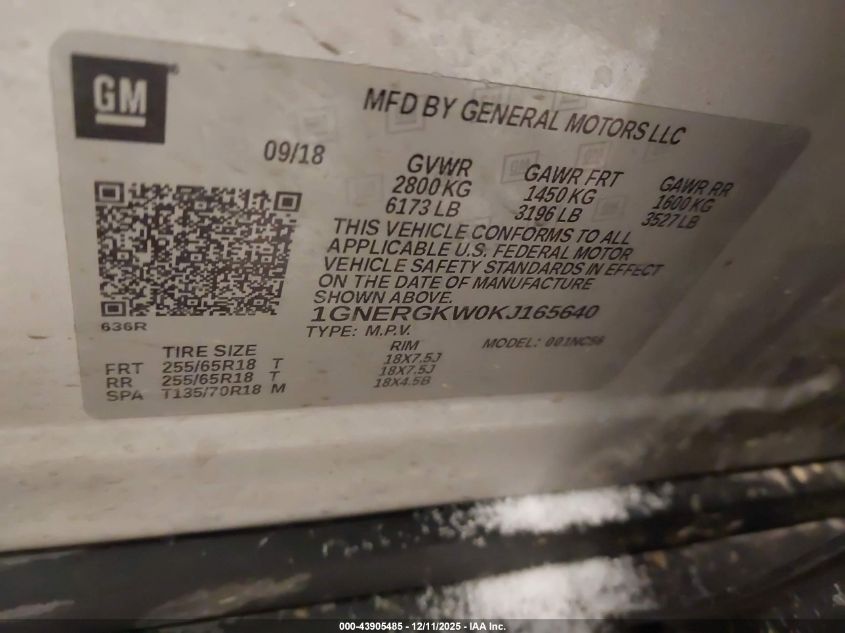 GM
MFD BY GENERAL MOTORS LLC
09/18
GVWR GAWR FRT GAWR RR
2800 KG 1450 KG 1600 KG
6173 LB 3196 LB 3527 LB
THIS VEHICLE CONFORMS TO ALL
APPLICABLE U.S. FEDERAL MOTOR
VEHICLE SAFETY STANDARDS IN EFFECT
ON THE DATE OF MANUFACTURE
SHOWN ABOVE.
1GNERGKW0KJ165640
636R
TYPE: M.P.V. MODEL: 001NC56
TIRE SIZE RIM
FRT 255/65R18 T 18X7.5J
RR 255/65R18 T 18X7.5J
SPA T135/70R18 M 18X4.5B
000-43905485 - 12/11/2025 - IAA Inc.